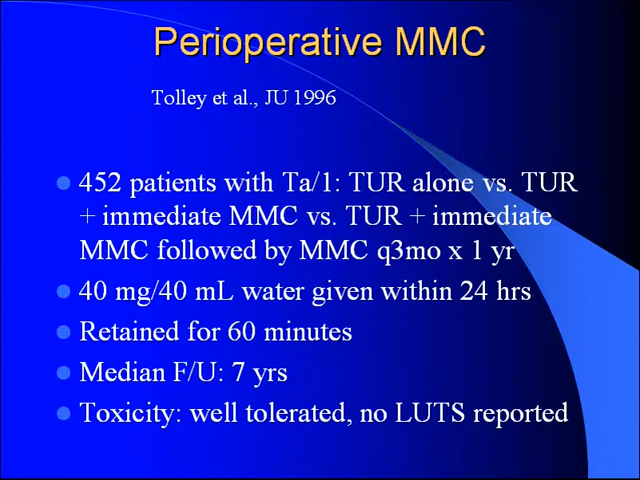 Perioperative MMC
Tolley et al., JU 1996
452 patients with Ta/1: TUR alone vs. TUR
+ immediate MMC vs. TUR + immediate
MMC followed by MMC q3mo x 1 yr
40 mg/40 mL water given within 24 hrs
Retained for 60 minutes
Median F/U: 7 yrs
Toxicity: well tolerated, no LUTS reported